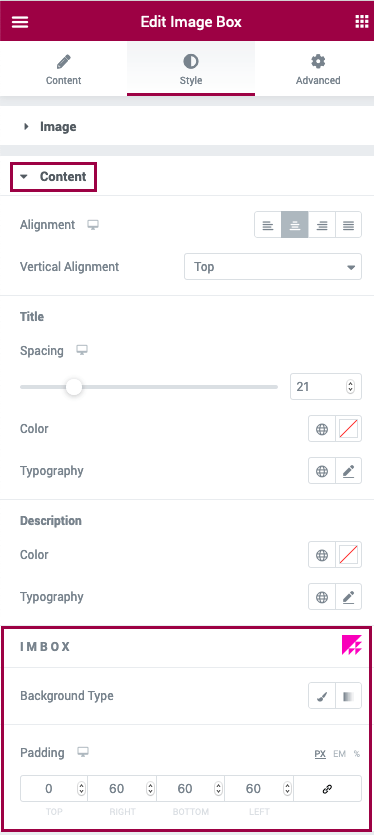 Edit Image Box
Content Style Advanced
Image
Content
Alignment
Vertical Alignment Top
Title
Spacing
21
Color
Typography
Description
Color
Typography
IMBOX
Background Type
Padding PX EM %
0 60 60 60
TOP RIGHT BOTTOM LEFT